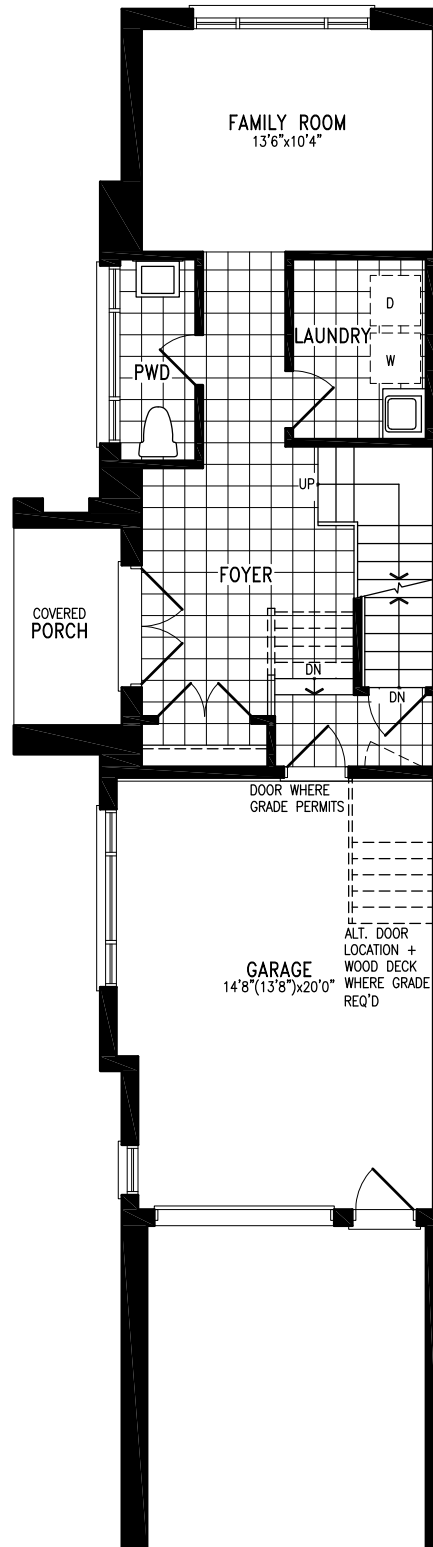 FAMILY ROOM
13'6"x10'4"
D
LAUNDRY
W
PWD
UP
FOYER
COVERED
PORCH
DN
DN
DOOR WHERE
GRADE PERMITS
ALT. DOOR
LOCATION +
WOOD DECK
WHERE GRADE
REQ'D
GARAGE
14'8"(13'8")x20'0"